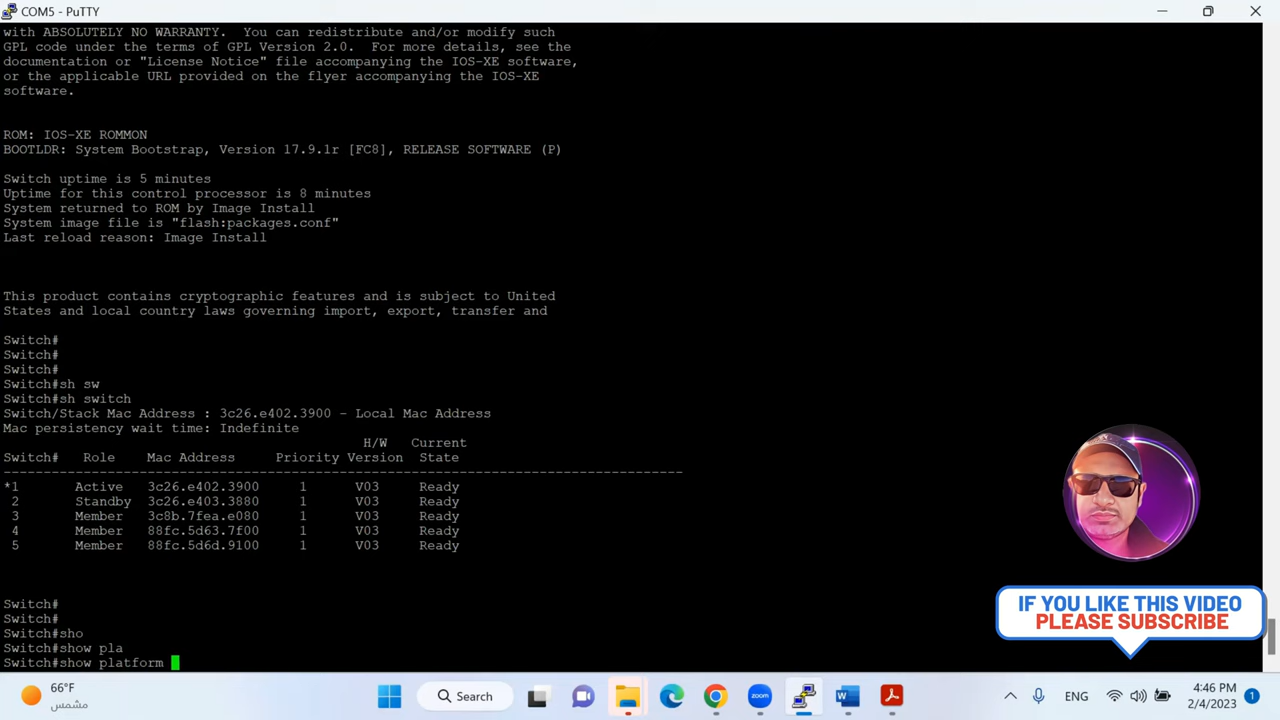 COM5 - PuTTY
with ABSOLUTELY NO WARRANTY.  You can redistribute and/or modify such
GPL code under the terms of GPL Version 2.0.  For more details, see the
documentation or "License Notice" file accompanying the IOS-XE software,
or the applicable URL provided on the flyer accompanying the IOS-XE
software.
ROM: IOS-XE ROMMON
BOOTLDR: System Bootstrap, Version 17.9.1r [FC8], RELEASE SOFTWARE (P)
Switch uptime is 5 minutes
Uptime for this control processor is 8 minutes
System returned to ROM by Image Install
System image file is "flash:packages.conf"
Last reload reason: Image Install
This product contains cryptographic features and is subject to United
States and local country laws governing import, export, transfer and
Switch#
Switch#
Switch#
Switch#sh sw
Switch#sh switch
Switch/Stack Mac Address : 3c26.e402.3900 - Local Mac Address
Mac persistency wait time: Indefinite
H/W   Current
Switch#   Role    Mac Address     Priority Version  State
-------------------------------------------------------------------------------------
*1       Active   3c26.e402.3900     1      V03     Ready
2       Standby  3c26.e403.3880     1      V03     Ready
3       Member   3c8b.7fea.e080     1      V03     Ready
4       Member   88fc.5d63.7f00     1      V03     Ready
5       Member   88fc.5d6d.9100     1      V03     Ready
Switch#
Switch#
Switch#sho
Switch#show pla
Switch#show platform
IF YOU LIKE THIS VIDEO
PLEASE SUBSCRIBE
66°F
مشمس
Search
zoom
ENG
4:46 PM
2/4/2023
1